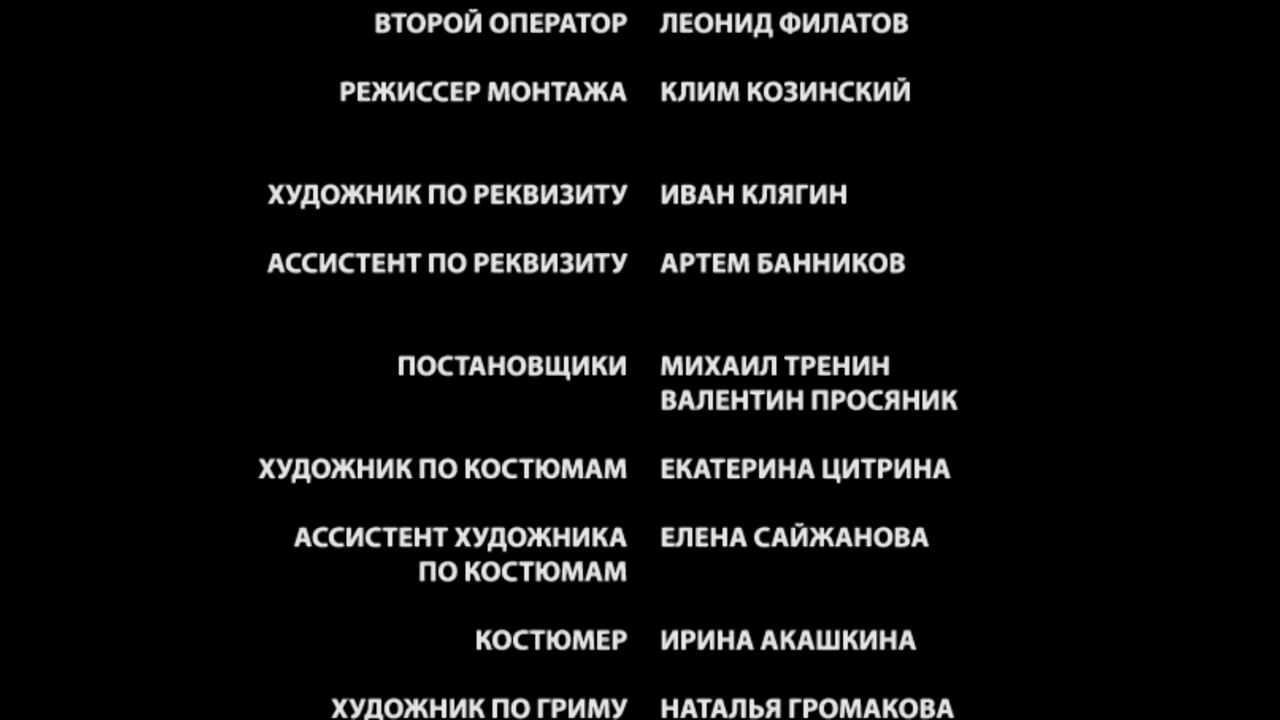 ВТОРОЙ ОПЕРАТОР ЛЕОНИД ФИЛАТОВ
РЕЖИССЕР МОНТАЖА КЛИМ КОЗИНСКИЙ
ХУДОЖНИК ПО РЕКВИЗИТУ ИВАН КЛЯГИН
АССИСТЕНТ ПО РЕКВИЗИТУ АРТЕМ БАННИКОВ
ПОСТАНОВЩИКИ МИХАИЛ ТРЕНИН
ВАЛЕНТИН ПРОСЯНИК
ХУДОЖНИК ПО КОСТЮМАМ ЕКАТЕРИНА ЦИТРИНА
АССИСТЕНТ ХУДОЖНИКА ЕЛЕНА САЙЖАНОВА
ПО КОСТЮМАМ
КОСТЮМЕР ИРИНА АКАШКИНА
ХУДОЖНИК ПО ГРИМУ НАТАЛЬЯ ГРОМАКОВА